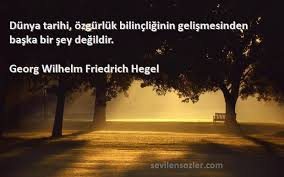 Dünya tarihi, özgürlük bilinçliğinin gelişmesinden
başka bir şey değildir.
Georg Wilhelm Friedrich Hegel
sevilensozler.com